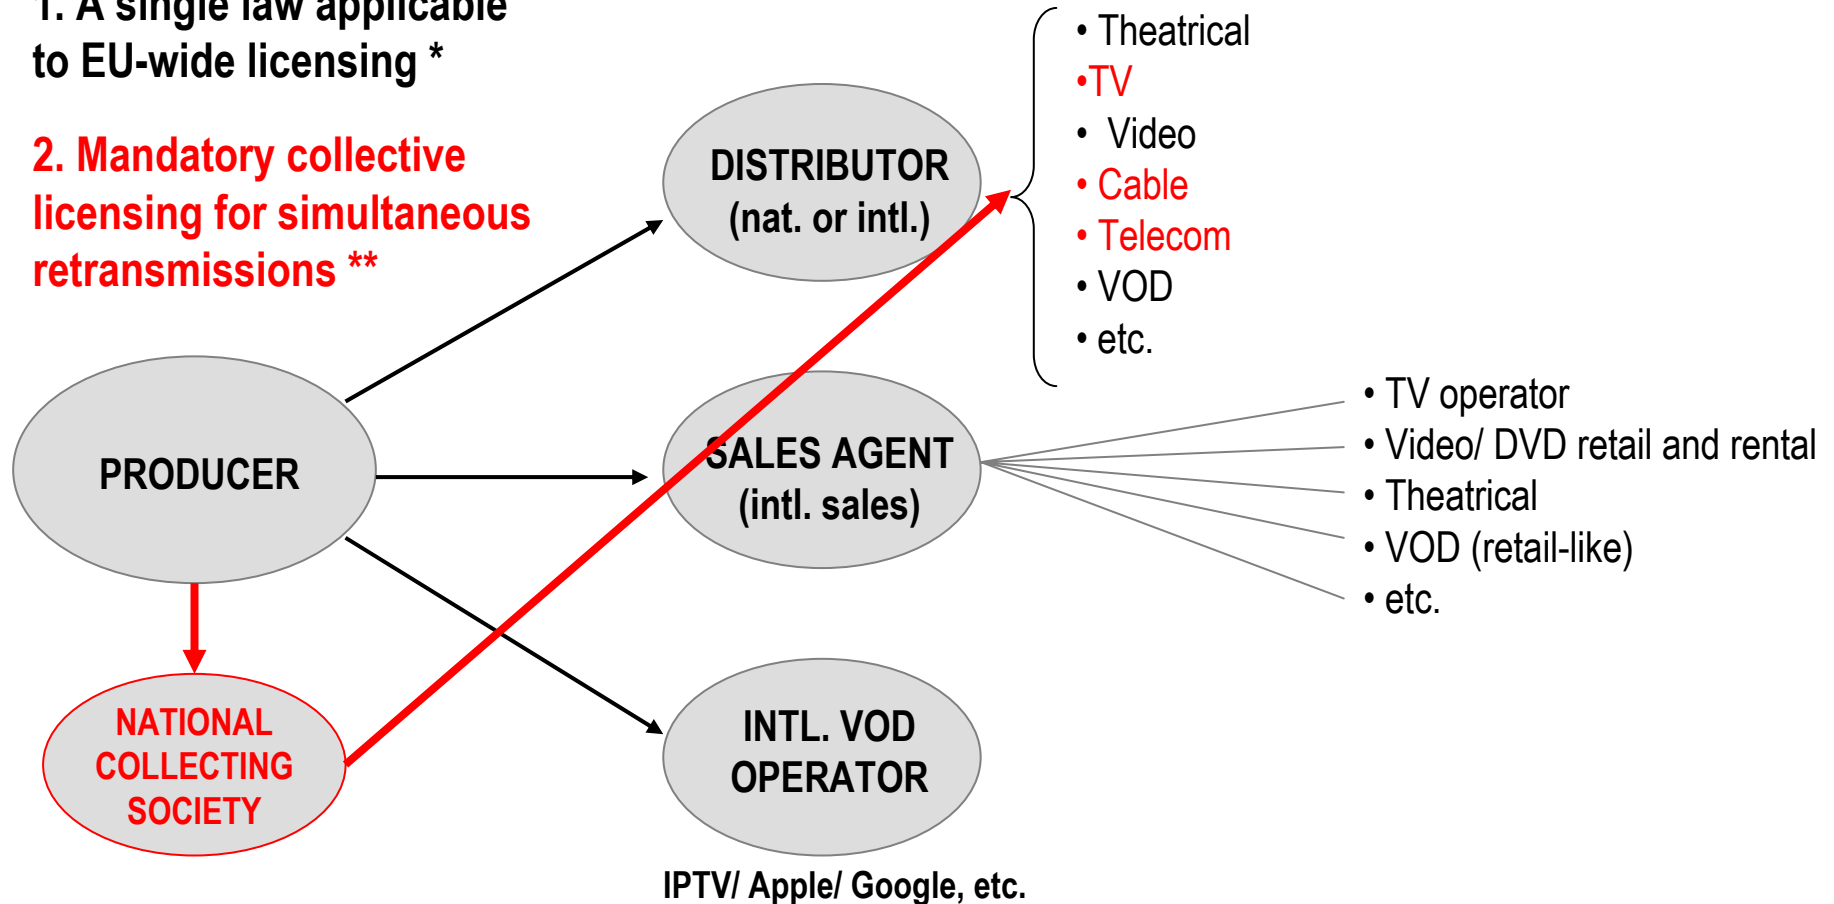 1. A single law applicable
to EU-wide licensing *
2. Mandatory collective
licensing for simultaneous
retransmissions **
• Theatrical
•TV
• Video
• Cable
• Telecom
• VOD
• etc.
DISTRIBUTOR
(nat. or intl.)
PRODUCER
SALES AGENT
(intl. sales)
• TV operator
• Video/ DVD retail and rental
• Theatrical
• VOD (retail-like)
• etc.
NATIONAL
COLLECTING
SOCIETY
INTL. VOD
OPERATOR
IPTV/ Apple/ Google, etc.